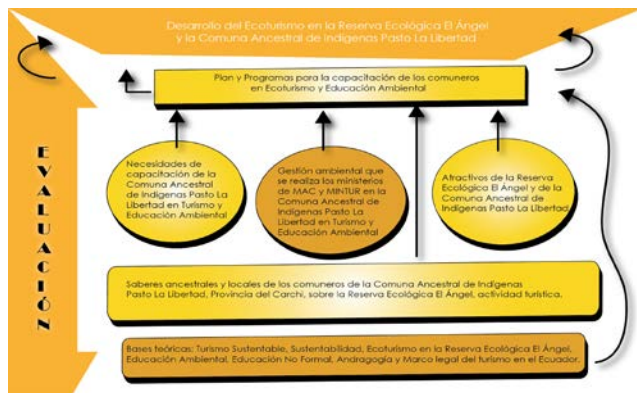 Desarrollo del Ecoturismo en la Reserva Ecológica El Ángel
y la Comuna Ancestral de Indígenas Pasto La Libertad
Plan y Programas para la capacitación de los comuneros
en Ecoturismo y Educación Ambiental
EVALUACIÓN
Necesidades de
capacitación de la
Comuna Ancestral
de Indígenas Pasto La
Libertad en Turismo y
Educación Ambiental
Gestión ambiental que
se realiza los ministerios
de MAC y MINTUR en la
Comuna Ancestral de
Indígenas Pasto La
Libertad en Turismo y
Educación Ambiental
Atractivos de la Reserva
Ecológica El Ángel y de la
Comuna Ancestral de
Indígenas Pasto La Libertad
Saberes ancestrales y locales de los comuneros de la Comuna Ancestral de Indígenas
Pasto La Libertad, Provincia del Carchi, sobre la Reserva Ecológica El Ángel, actividad turística.
Bases teóricas: Turismo Sustentable, Sustentabilidad, Ecoturismo en la Reserva Ecológica El Ángel,
Educación Ambiental, Educación No Formal, Andragogía y Marco legal del turismo en el Ecuador.